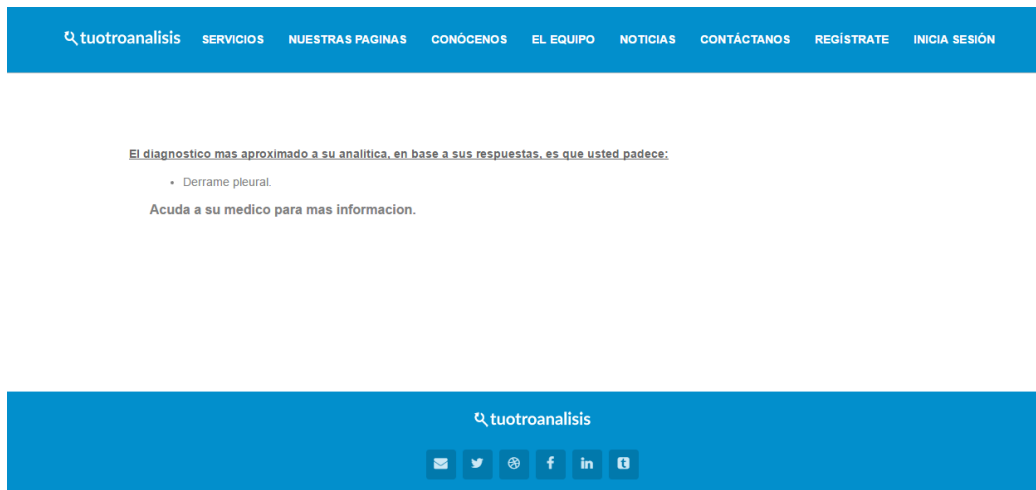 tuotroanalisis SERVICIOS NUESTRAS PAGINAS CONÓCENOS EL EQUIPO NOTICIAS CONTÁCTANOS REGÍSTRATE INICIA SESIÓN
El diagnostico mas aproximado a su analitica, en base a sus respuestas, es que usted padece:
• Derrame pleural.
Acuda a su medico para mas informacion.
tuotroanalisis